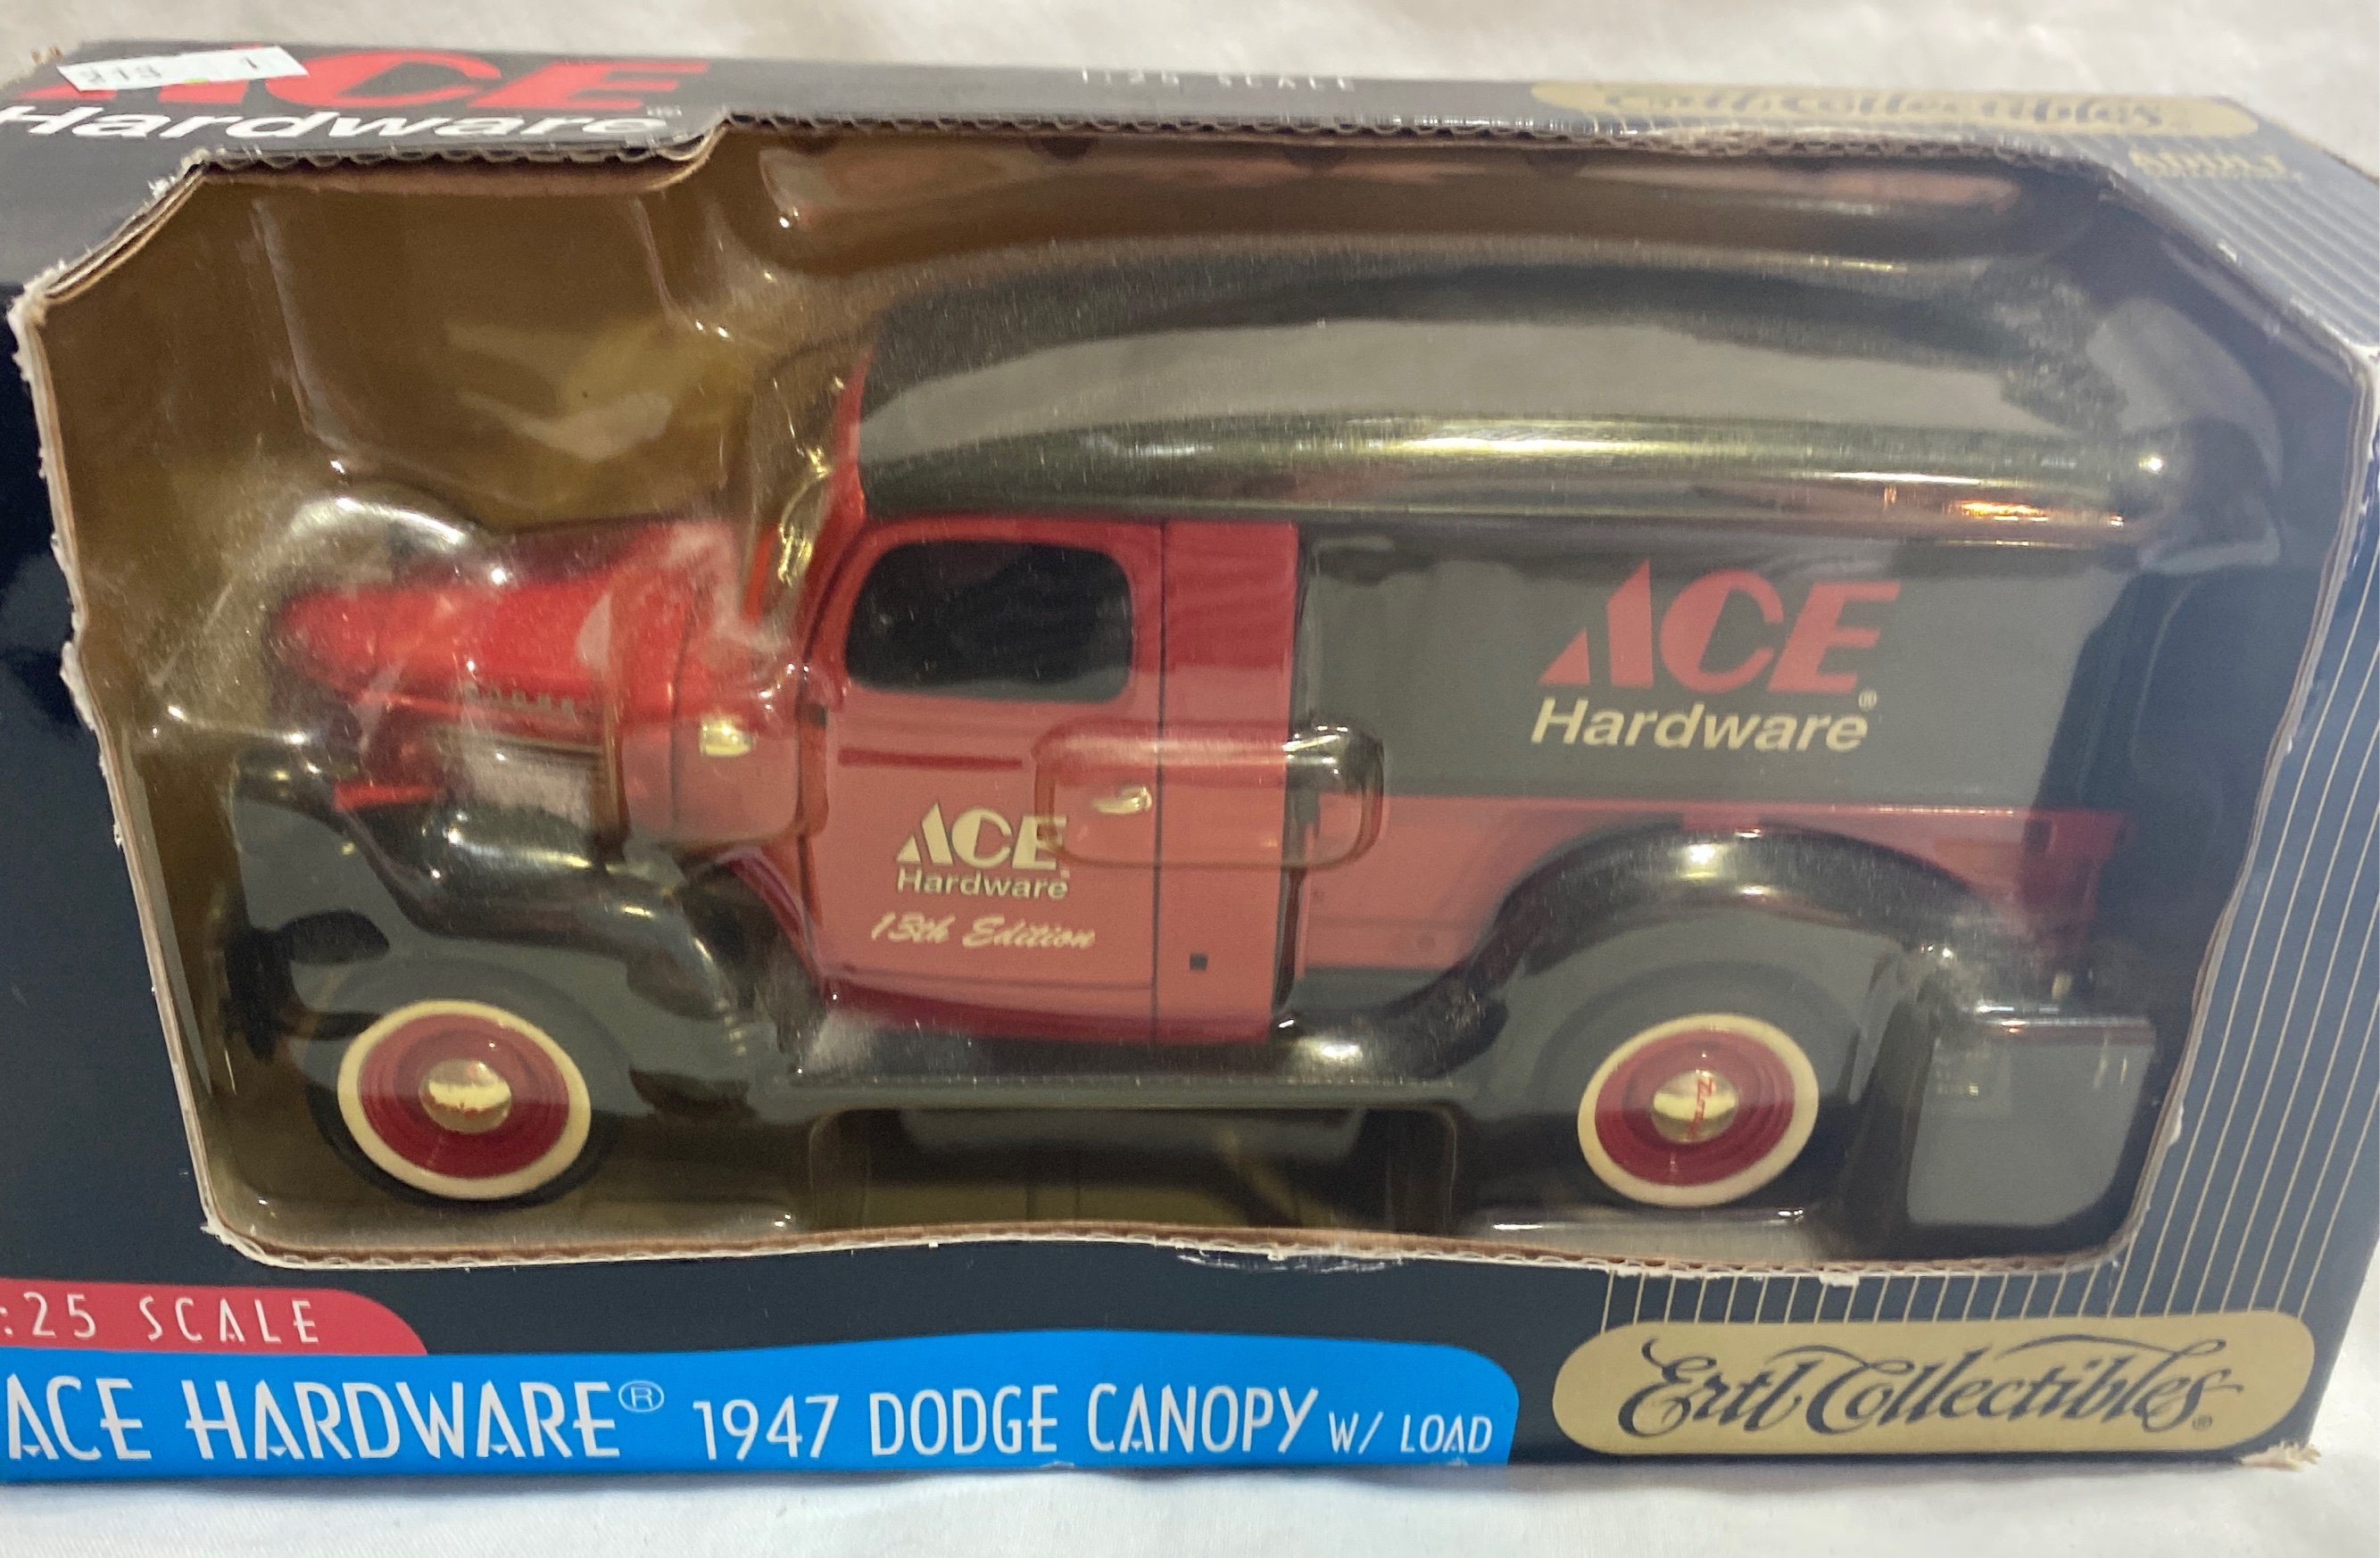 ACE
Hardware®
1:25 SCALE
Ertl Collectibles
ADULT
ACE
Hardware®
ACE
Hardware
13th Edition
:25 SCALE
ACE HARDWARE® 1947 DODGE CANOPY W/ LOAD
Ertl Collectibles®